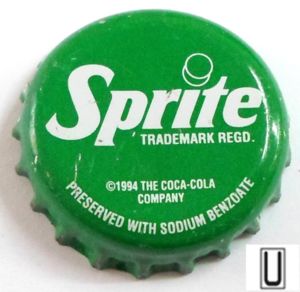 Sprite
TRADEMARK REGD.
©1994 THE COCA-COLA
COMPANY
PRESERVED WITH SODIUM BENZOATE
U